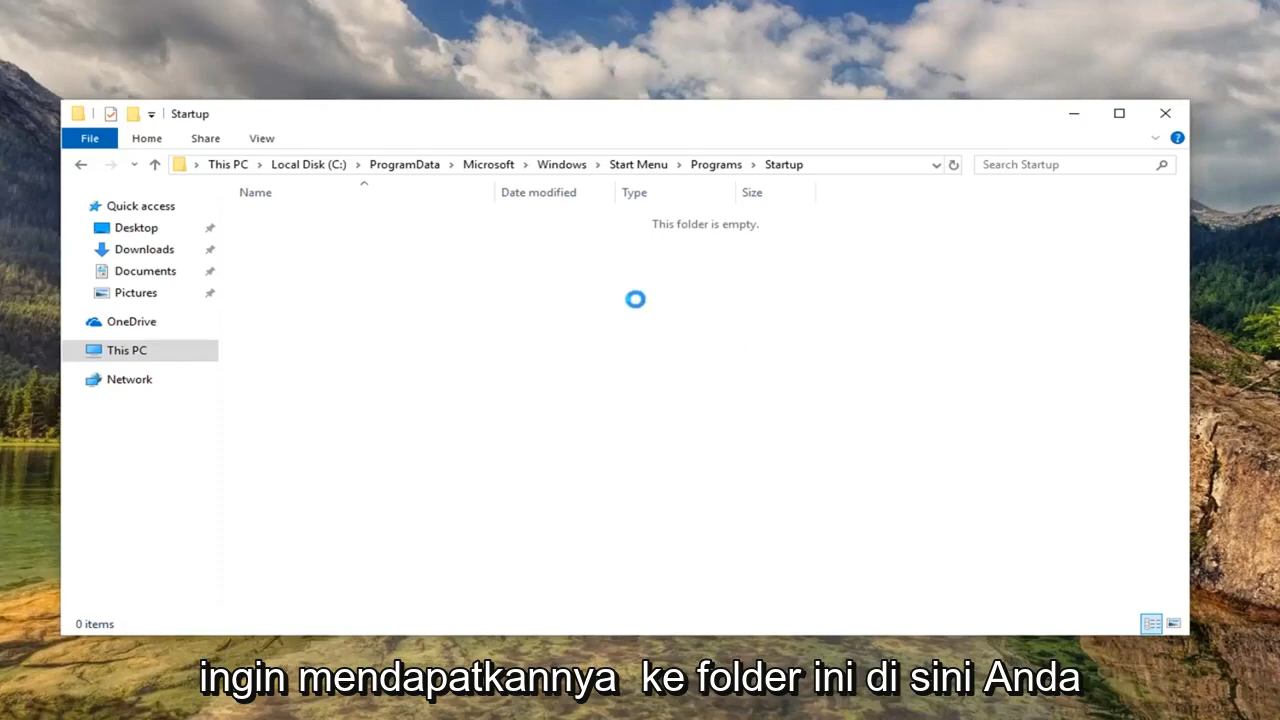 Startup
File Home Share View
This PC Local Disk (C:) ProgramData Microsoft Windows Start Menu Programs Startup
Search Startup
Name Date modified Type Size
This folder is empty.
Quick access
Desktop
Downloads
Documents
Pictures
OneDrive
This PC
Network
0 items
ingin mendapatkannya ke folder ini di sini Anda